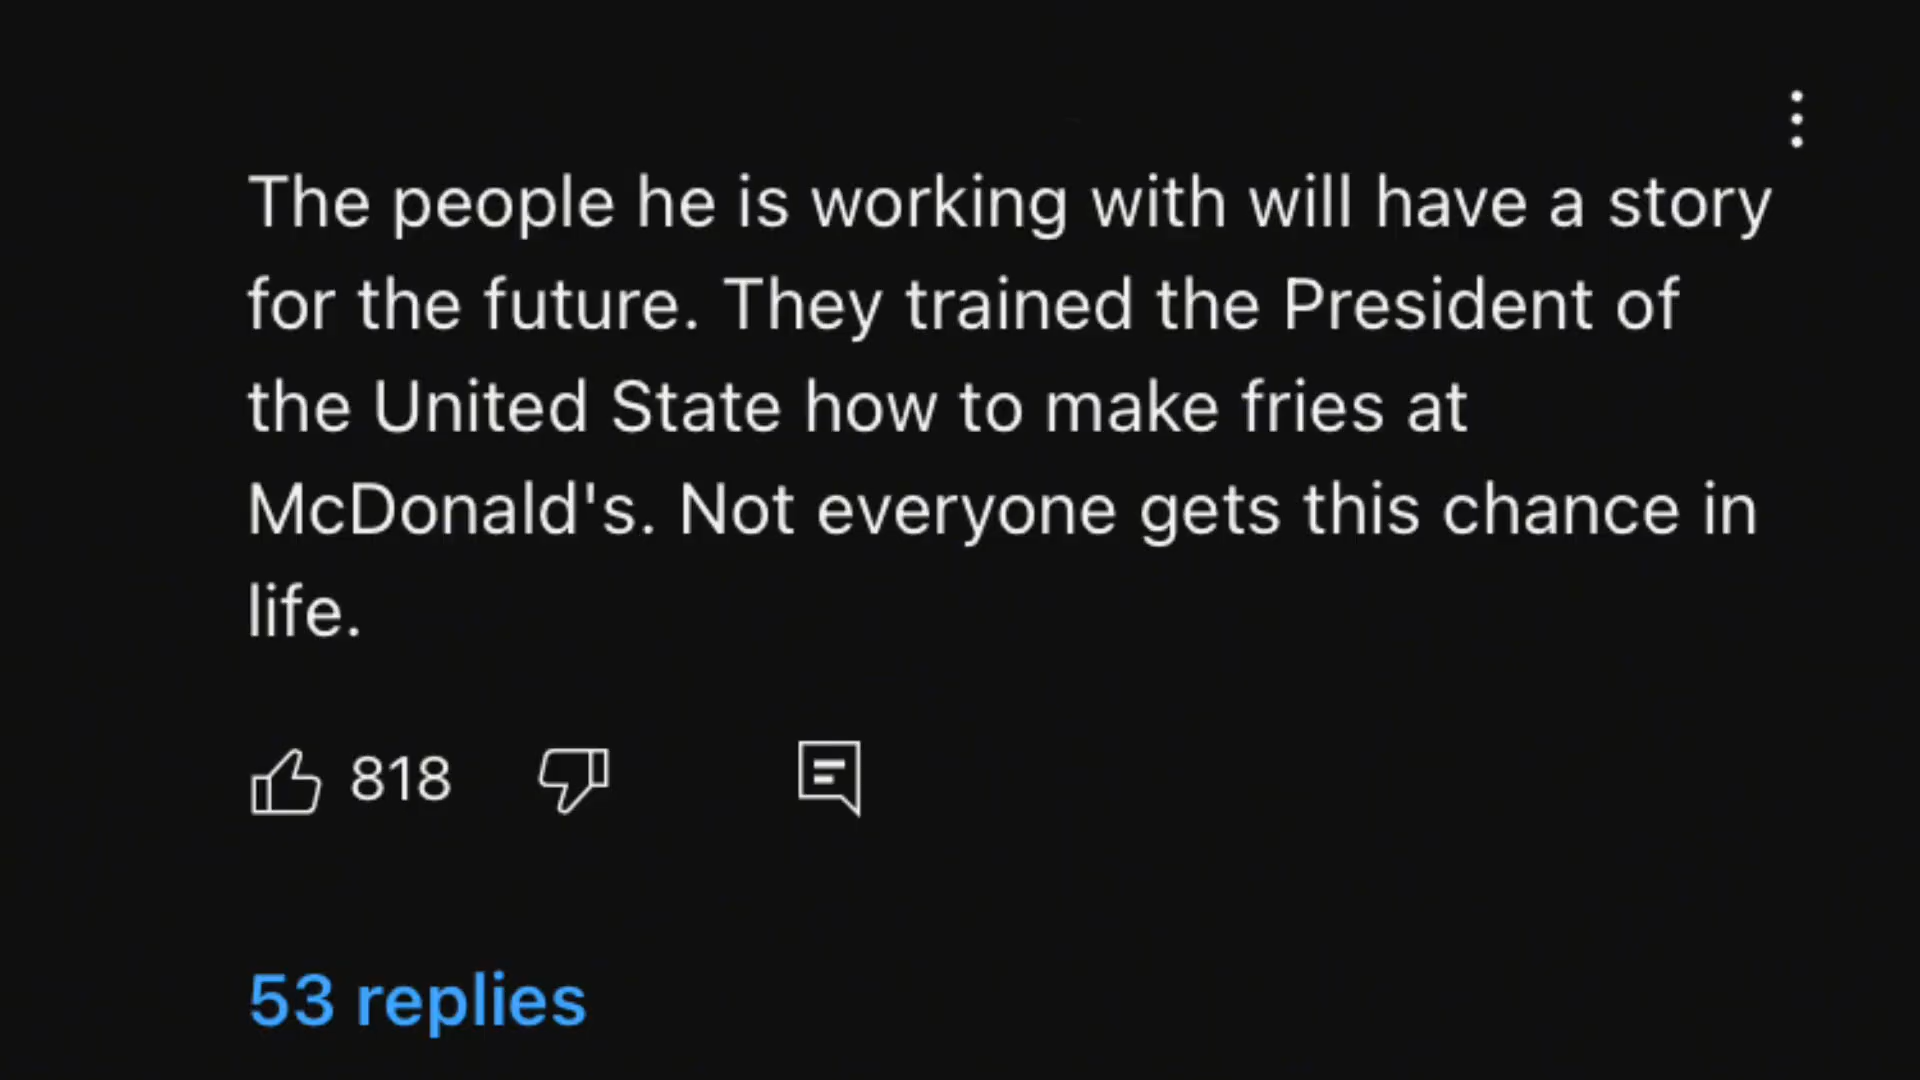 The people he is working with will have a story
for the future. They trained the President of
the United State how to make fries at
McDonald's. Not everyone gets this chance in
life.
818
53 replies